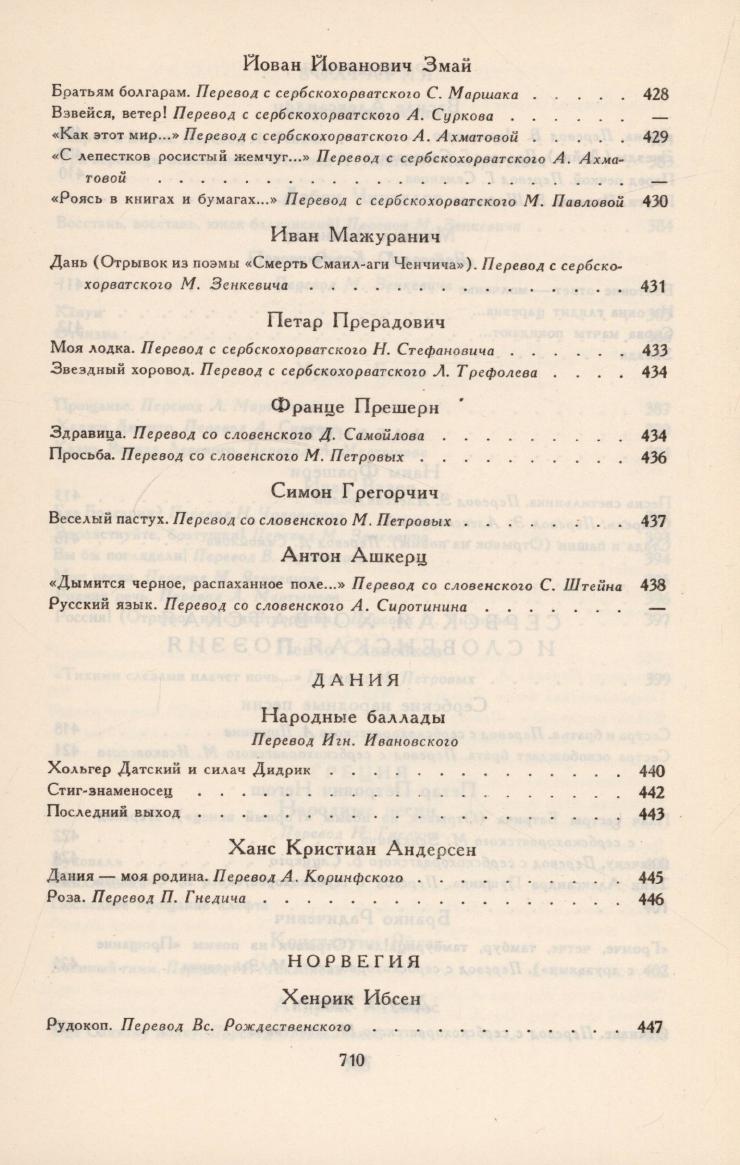 Йован Йованович Змай
Братьям болгарам. Перевод с сербскохорватского С. Маршака . . . . . 428
Взвейся, ветер! Перевод с сербскохорватского А. Суркова . . . . . . —
«Как этот мир...» Перевод с сербскохорватского А. Ахматовой . . . . . 429
«С лепестков росистый жемчуг...» Перевод с сербскохорватского А. Ахма-
товой . . . . . . . . . . . . . . . . . . . . . —
«Роясь в книгах и бумагах...» Перевод с сербскохорватского М. Павловой 430
Иван Мажуранич
Дань (Отрывок из поэмы «Смерть Смаил-аги Ченчича»). Перевод с сербско-
хорватского М. Зенкевича . . . . . . . . . . . . . . 431
Петар Прерадович
Моя лодка. Перевод с сербскохорватского Н. Стефановича . . . . . . 433
Звездный хоровод. Перевод с сербскохорватского Л. Трефолева . . . . 434
Франце Прешерн
Здравица. Перевод со словенского Д. Самойлова . . . . . . . . . 434
Просьба. Перевод со словенского М. Петровых . . . . . . . . . . 436
Симон Грегорчич
Веселый пастух. Перевод со словенского М. Петровых . . . . . . . . 437
Антон Ашкерц
«Дымится черное, распаханное поле...» Перевод со словенского С. Штейна 438
Русский язык. Перевод со словенского А. Сиротинина . . . . . . . —
ДАНИЯ
Народные баллады
Перевод Игн. Ивановского
Хольгер Датский и силач Дидрик . . . . . . . . . . . . . 440
Стиг-знаменосец . . . . . . . . . . . . . . . . . . . 442
Последний выход . . . . . . . . . . . . . . . . . . . 443
Ханс Кристиан Андерсен
Дания — моя родина. Перевод А. Коринфского . . . . . . . . . . 445
Роза. Перевод П. Гнедича . . . . . . . . . . . . . . . . 446
НОРВЕГИЯ
Хенрик Ибсен
Рудокоп. Перевод Вс. Рождественского . . . . . . . . . . . 447
710